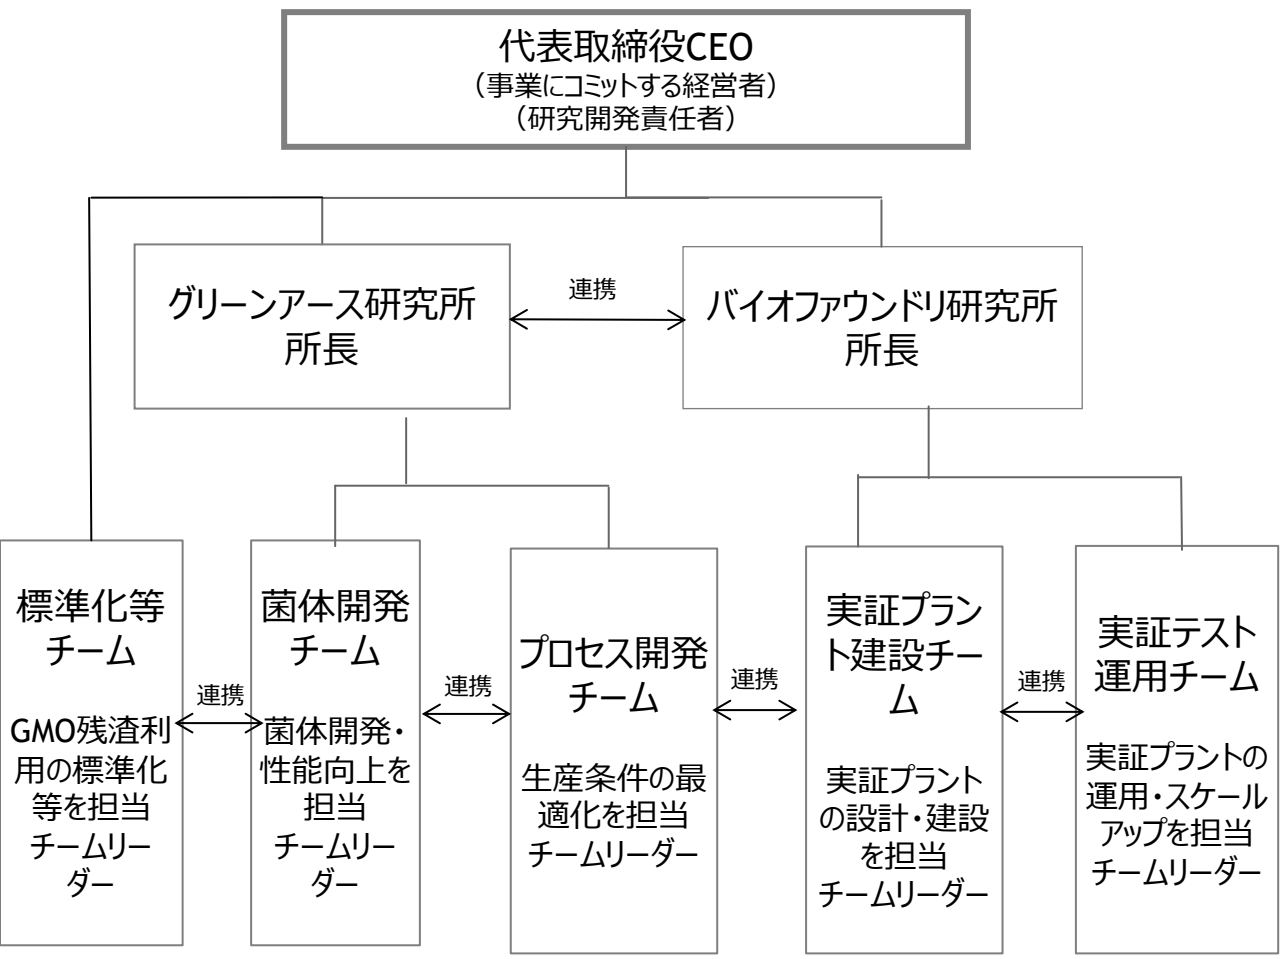 代表取締役CEO
（事業にコミットする経営者）
（研究開発責任者）
グリーンアース研究所
所長
連携
バイオファウンドリ研究所
所長
標準化等
チーム
GMO残渣利
用の標準化
等を担当
チームリー
ダー
連携
菌体開発
チーム
菌体開発・
性能向上を
担当
チームリー
ダー
連携
プロセス開発
チーム
生産条件の最
適化を担当
チームリーダー
連携
実証プラン
ト建設チー
ム
実証プラント
の設計・建設
を担当
チームリーダー
連携
実証テスト
運用チーム
実証プラントの
運用・スケール
アップを担当
チームリーダー